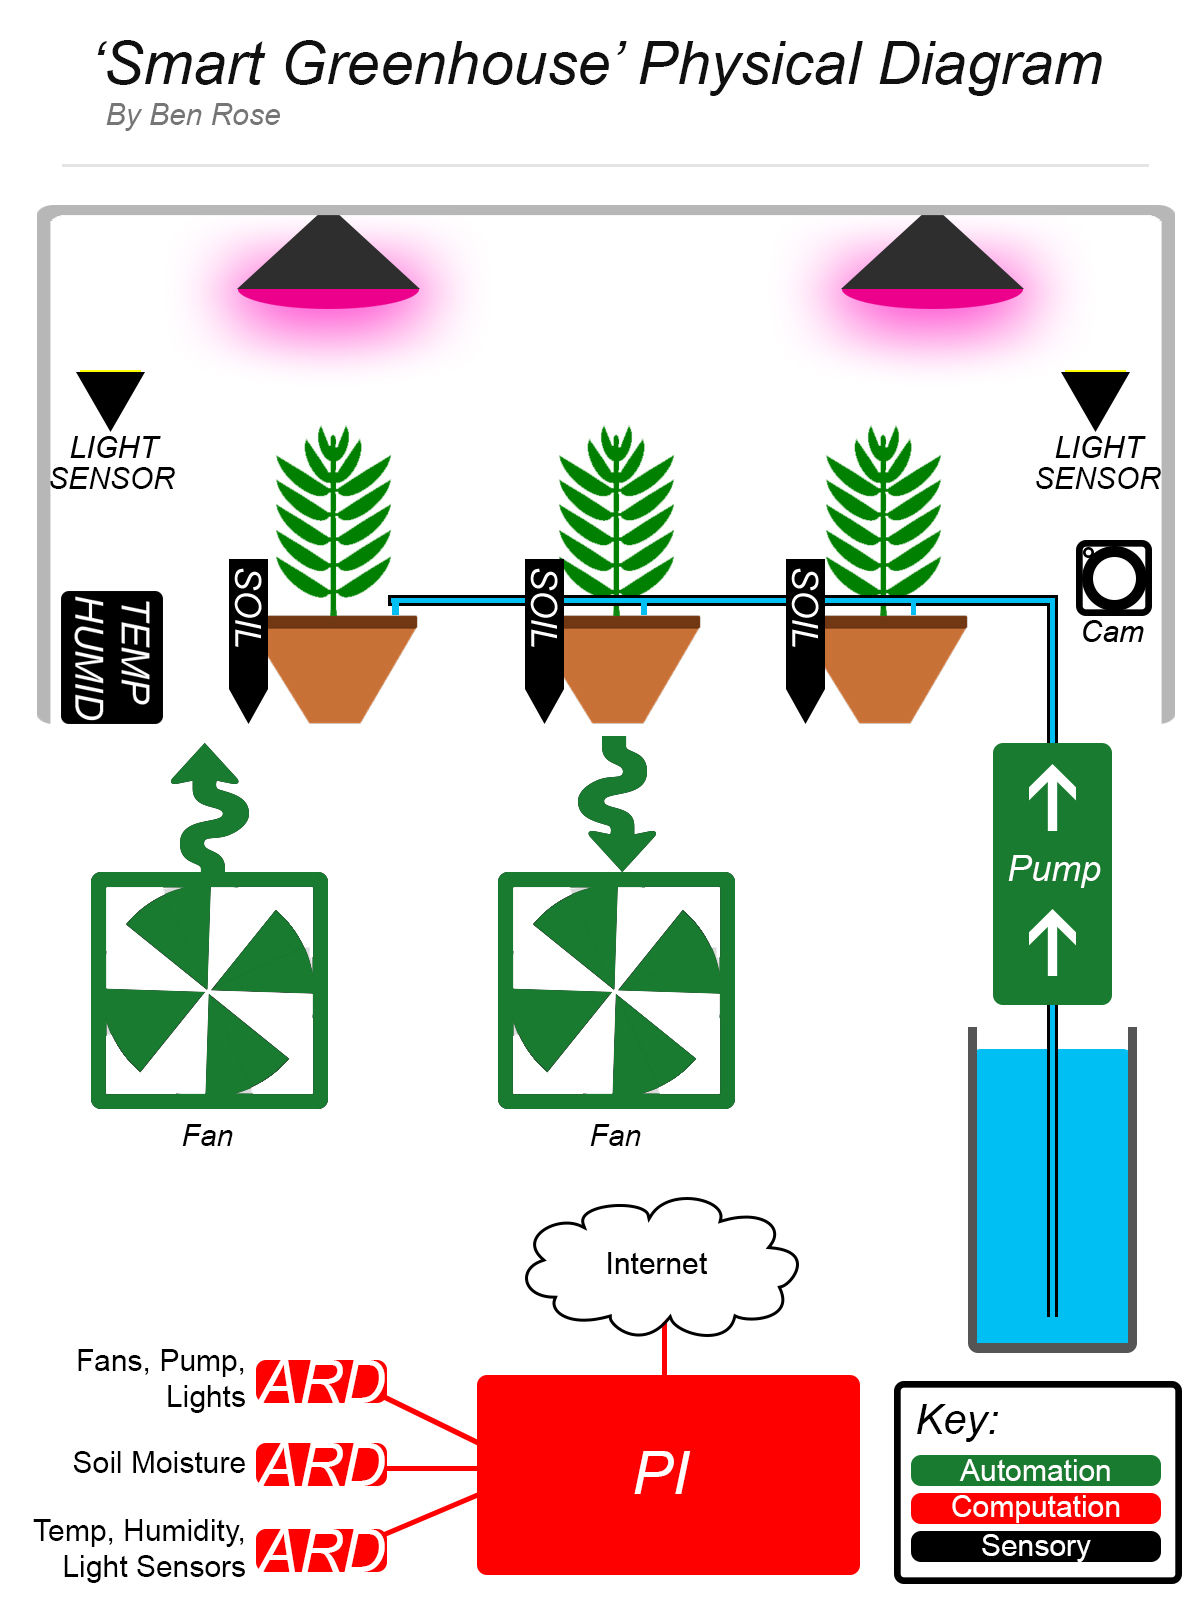 ‘Smart Greenhouse’ Physical Diagram
By Ben Rose
LIGHT
SENSOR
LIGHT
SENSOR
SOIL
SOIL
SOIL
TEMP
HUMID
Cam
Pump
Fan
Fan
Internet
Fans, Pump,
Lights
ARD
Soil Moisture
ARD
Temp, Humidity,
Light Sensors
ARD
PI
Key:
Automation
Computation
Sensory